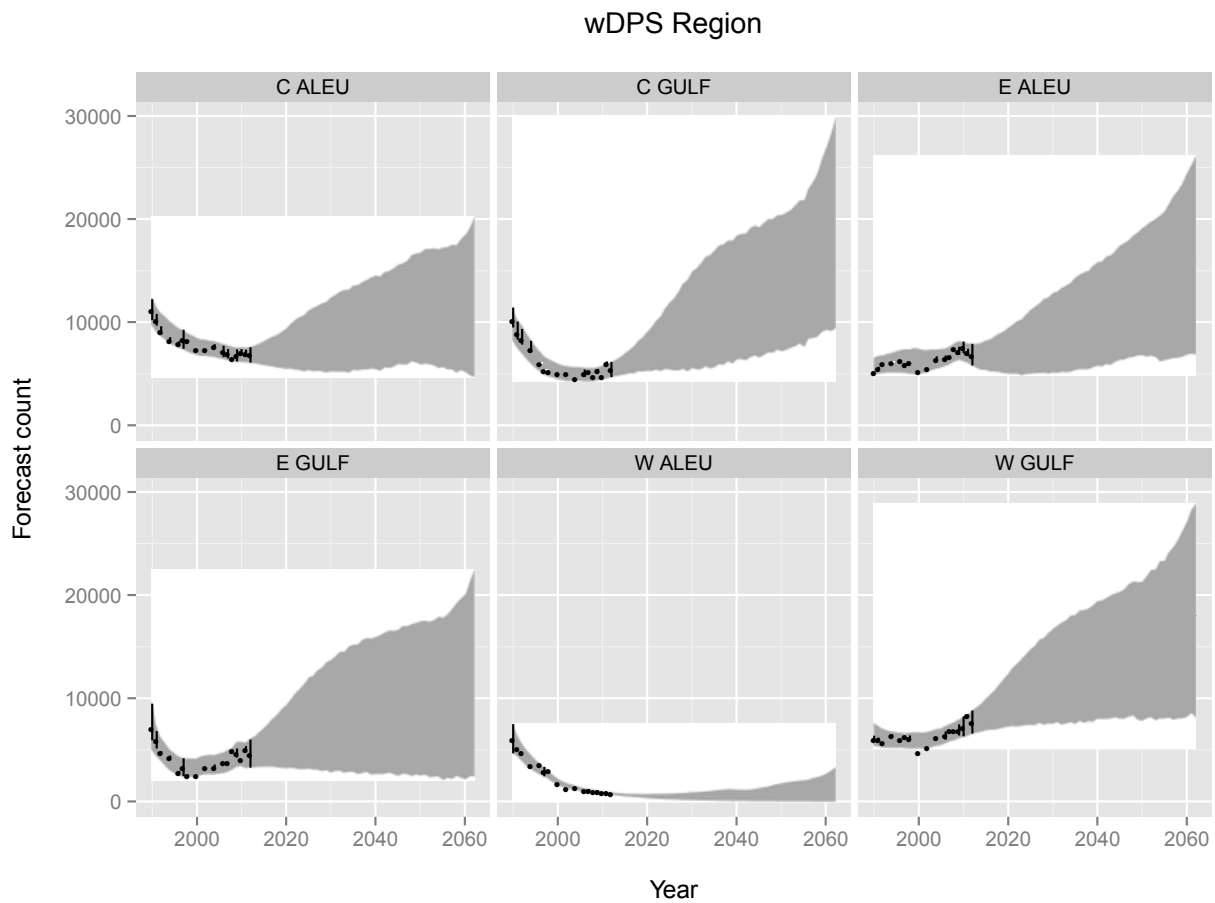 wDPS Region
C ALEU
C GULF
E ALEU
30000
20000
10000
0
E GULF
W ALEU
W GULF
30000
20000
10000
0
Forecast count
2000 2020 2040 2060
2000 2020 2040 2060
2000 2020 2040 2060
Year